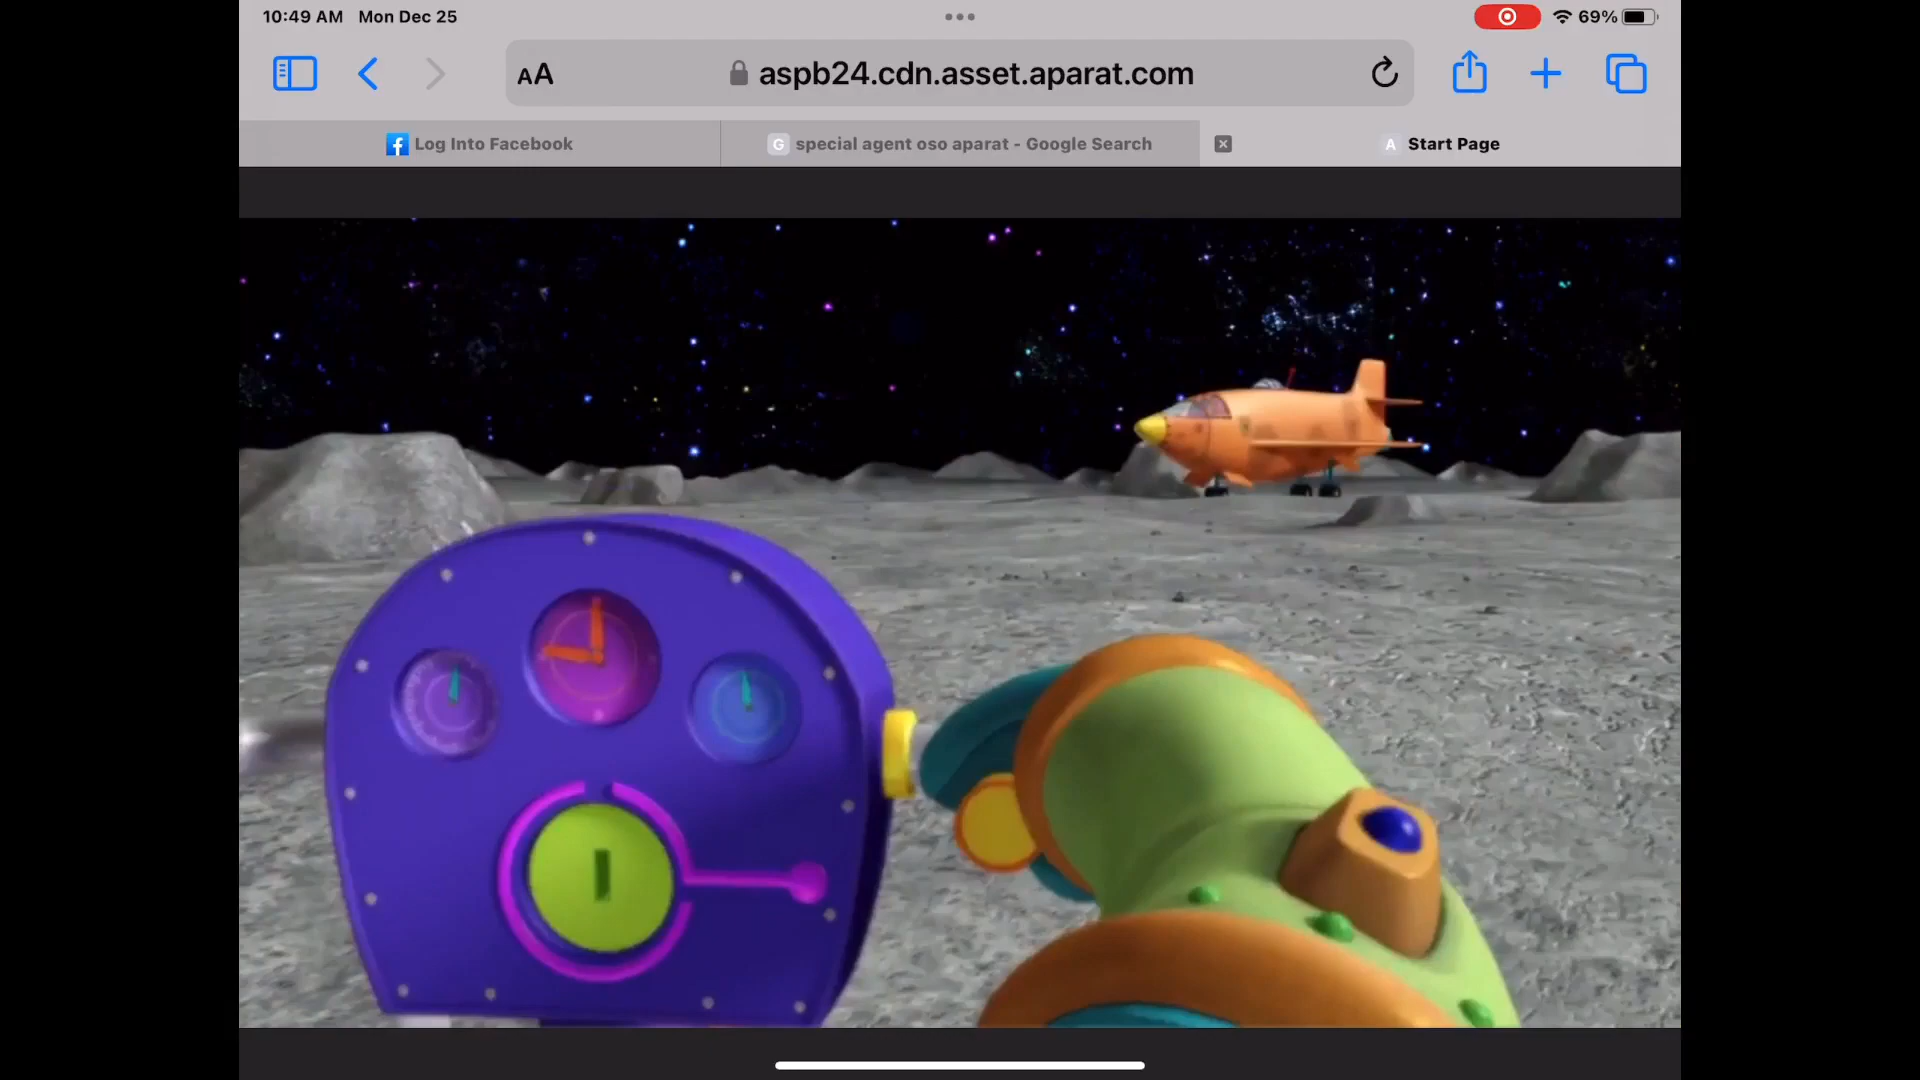 10:49 AM Mon Dec 25
69%
AA
aspb24.cdn.asset.aparat.com
Log Into Facebook
G special agent oso aparat - Google Search
A Start Page